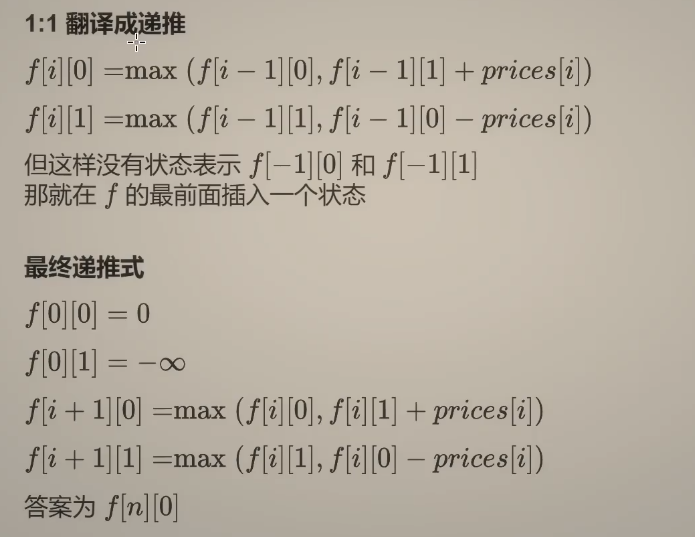 1:1 翻译成递推
f[i][0] =max (f[i − 1][0], f[i − 1][1] + prices[i])
f[i][1] =max (f[i − 1][1], f[i − 1][0] − prices[i])
但这样没有状态表示 f[−1][0] 和 f[−1][1]
那就在 f 的最前面插入一个状态
最终递推式
f[0][0] = 0
f[0][1] = −∞
f[i + 1][0] =max (f[i][0], f[i][1] + prices[i])
f[i + 1][1] =max (f[i][1], f[i][0] − prices[i])
答案为 f[n][0]